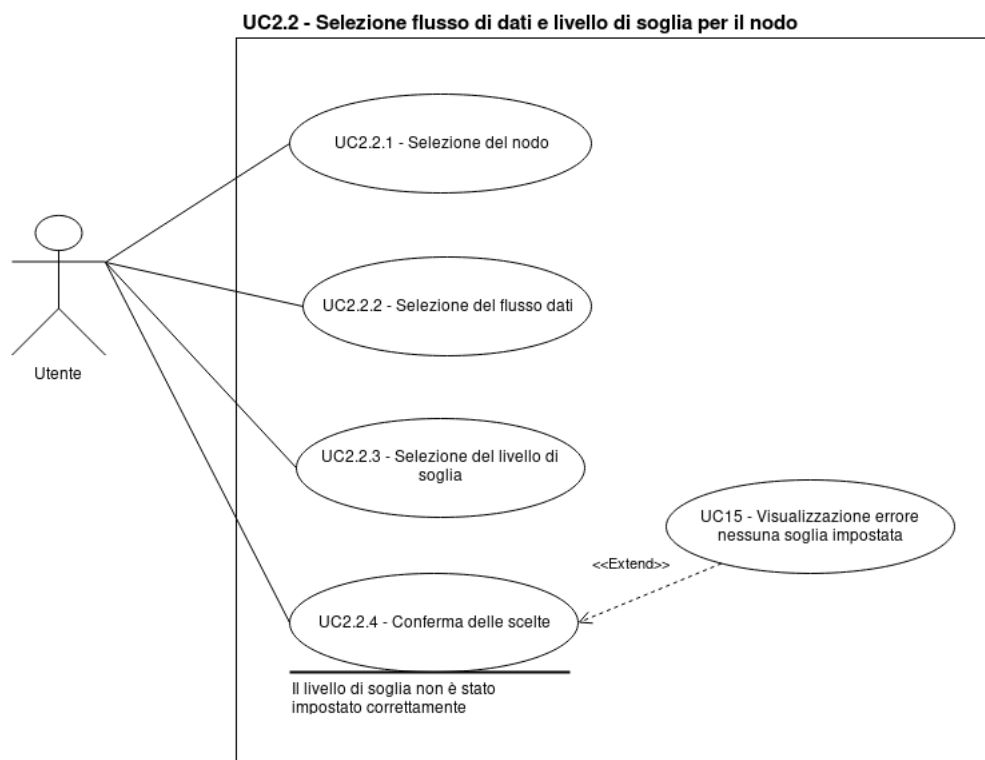 UC2.2 - Selezione flusso di dati e livello di soglia per il nodo
UC2.2.1 - Selezione del nodo
UC2.2.2 - Selezione del flusso dati
Utente
UC2.2.3 - Selezione del livello di
soglia
UC15 - Visualizzazione errore
nessuna soglia impostata
<<Extend>>
UC2.2.4 - Conferma delle scelte
Il livello di soglia non è stato
impostato correttamente